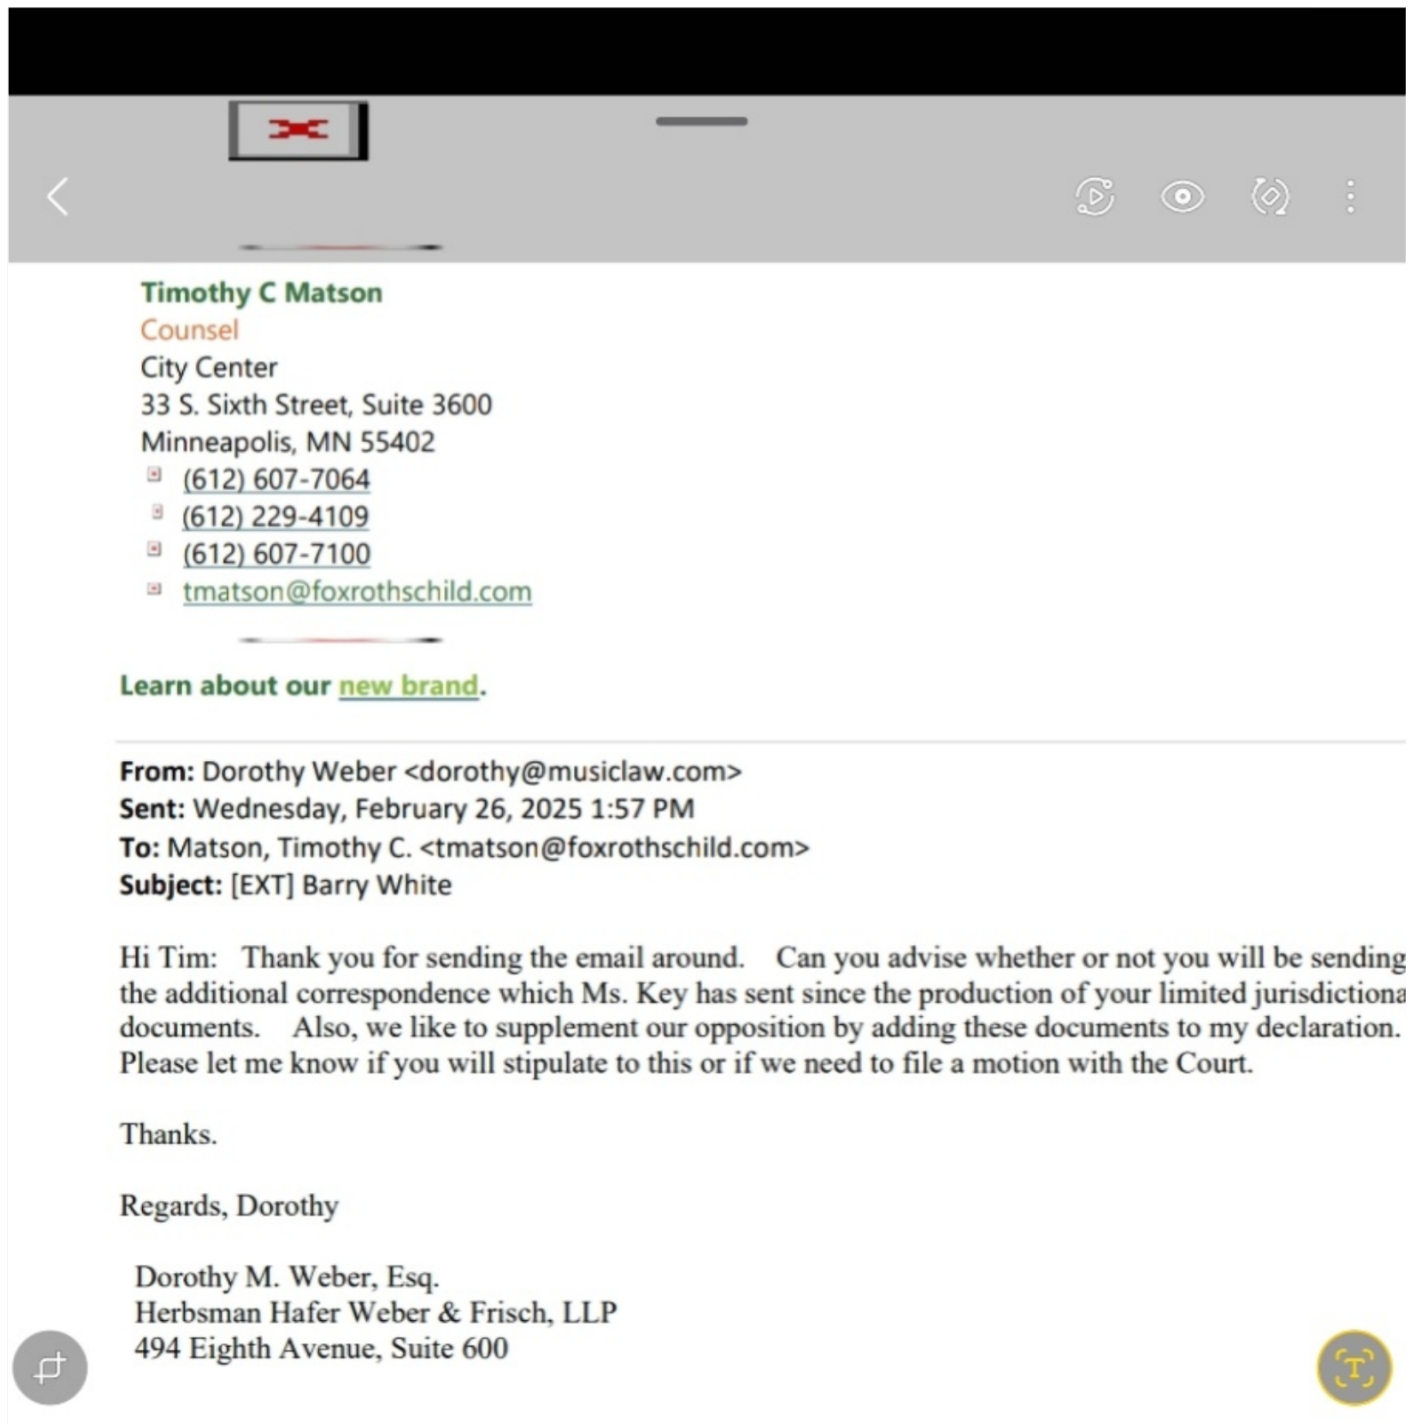 Timothy C Matson
Counsel
City Center
33 S. Sixth Street, Suite 3600
Minneapolis, MN 55402
(612) 607-7064
(612) 229-4109
(612) 607-7100
tmatson@foxrothschild.com
Learn about our new brand.
From: Dorothy Weber <dorothy@musiclaw.com>
Sent: Wednesday, February 26, 2025 1:57 PM
To: Matson, Timothy C. <tmatson@foxrothschild.com>
Subject: [EXT] Barry White
Hi Tim: Thank you for sending the email around. Can you advise whether or not you will be sending
the additional correspondence which Ms. Key has sent since the production of your limited jurisdictiona
documents. Also, we like to supplement our opposition by adding these documents to my declaration.
Please let me know if you will stipulate to this or if we need to file a motion with the Court.
Thanks.
Regards, Dorothy
Dorothy M. Weber, Esq.
Herbsman Hafer Weber & Frisch, LLP
494 Eighth Avenue, Suite 600